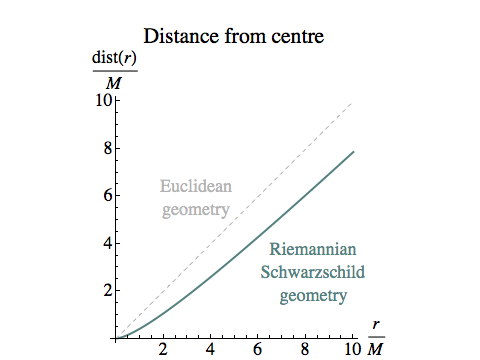 Distance from centre
dist(r)
M
10
8
6
4
2
Euclidean
geometry
Riemannian
Schwarzschild
geometry
2
4
6
8
10
r
M